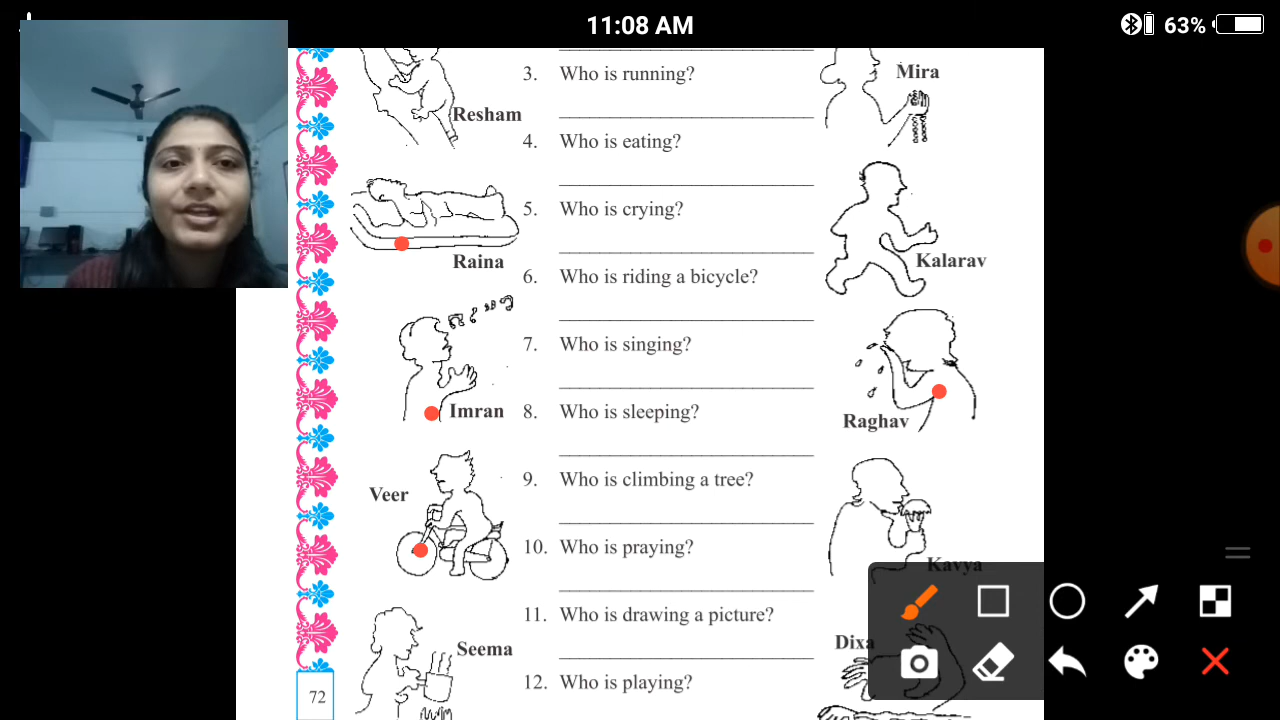 11:08 AM
63%
3. Who is running?
Mira
Resham
4. Who is eating?
5. Who is crying?
Raina
Kalarav
6. Who is riding a bicycle?
7. Who is singing?
Imran
8. Who is sleeping?
Raghav
9. Who is climbing a tree?
Veer
10. Who is praying?
Kavya
11. Who is drawing a picture?
Seema
Dixa
12. Who is playing?
72